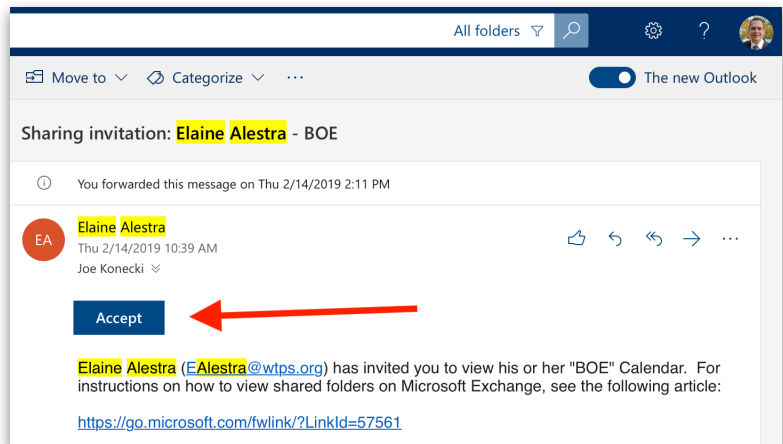 All folders
Move to Categorize ... The new Outlook
Sharing invitation: Elaine Alestra - BOE
You forwarded this message on Thu 2/14/2019 2:11 PM
EA
Elaine Alestra
Thu 2/14/2019 10:39 AM
Joe Konecki
Accept
Elaine Alestra (EAlestra@wtps.org) has invited you to view his or her "BOE" Calendar. For
instructions on how to view shared folders on Microsoft Exchange, see the following article:
https://go.microsoft.com/fwlink/?LinkId=57561